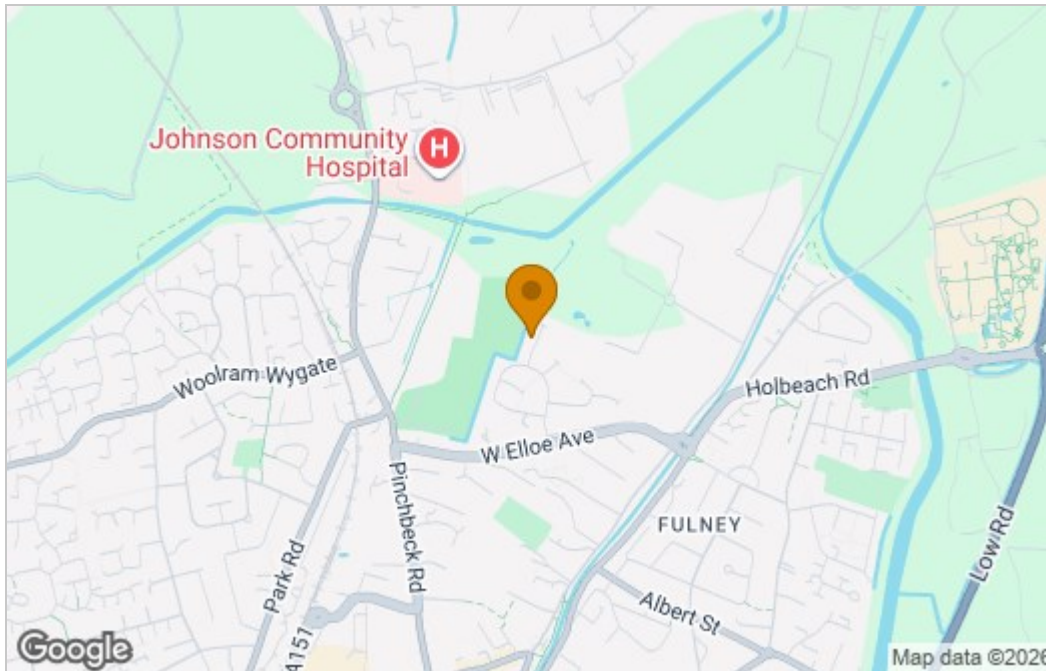 Johnson Community
Hospital
H
Woolram Wygate
Holbeach Rd
W Elloe Ave
Pinchbeck Rd
FULNEY
Park Rd
A151
Albert St
Low Rd
Google
Map data ©2026